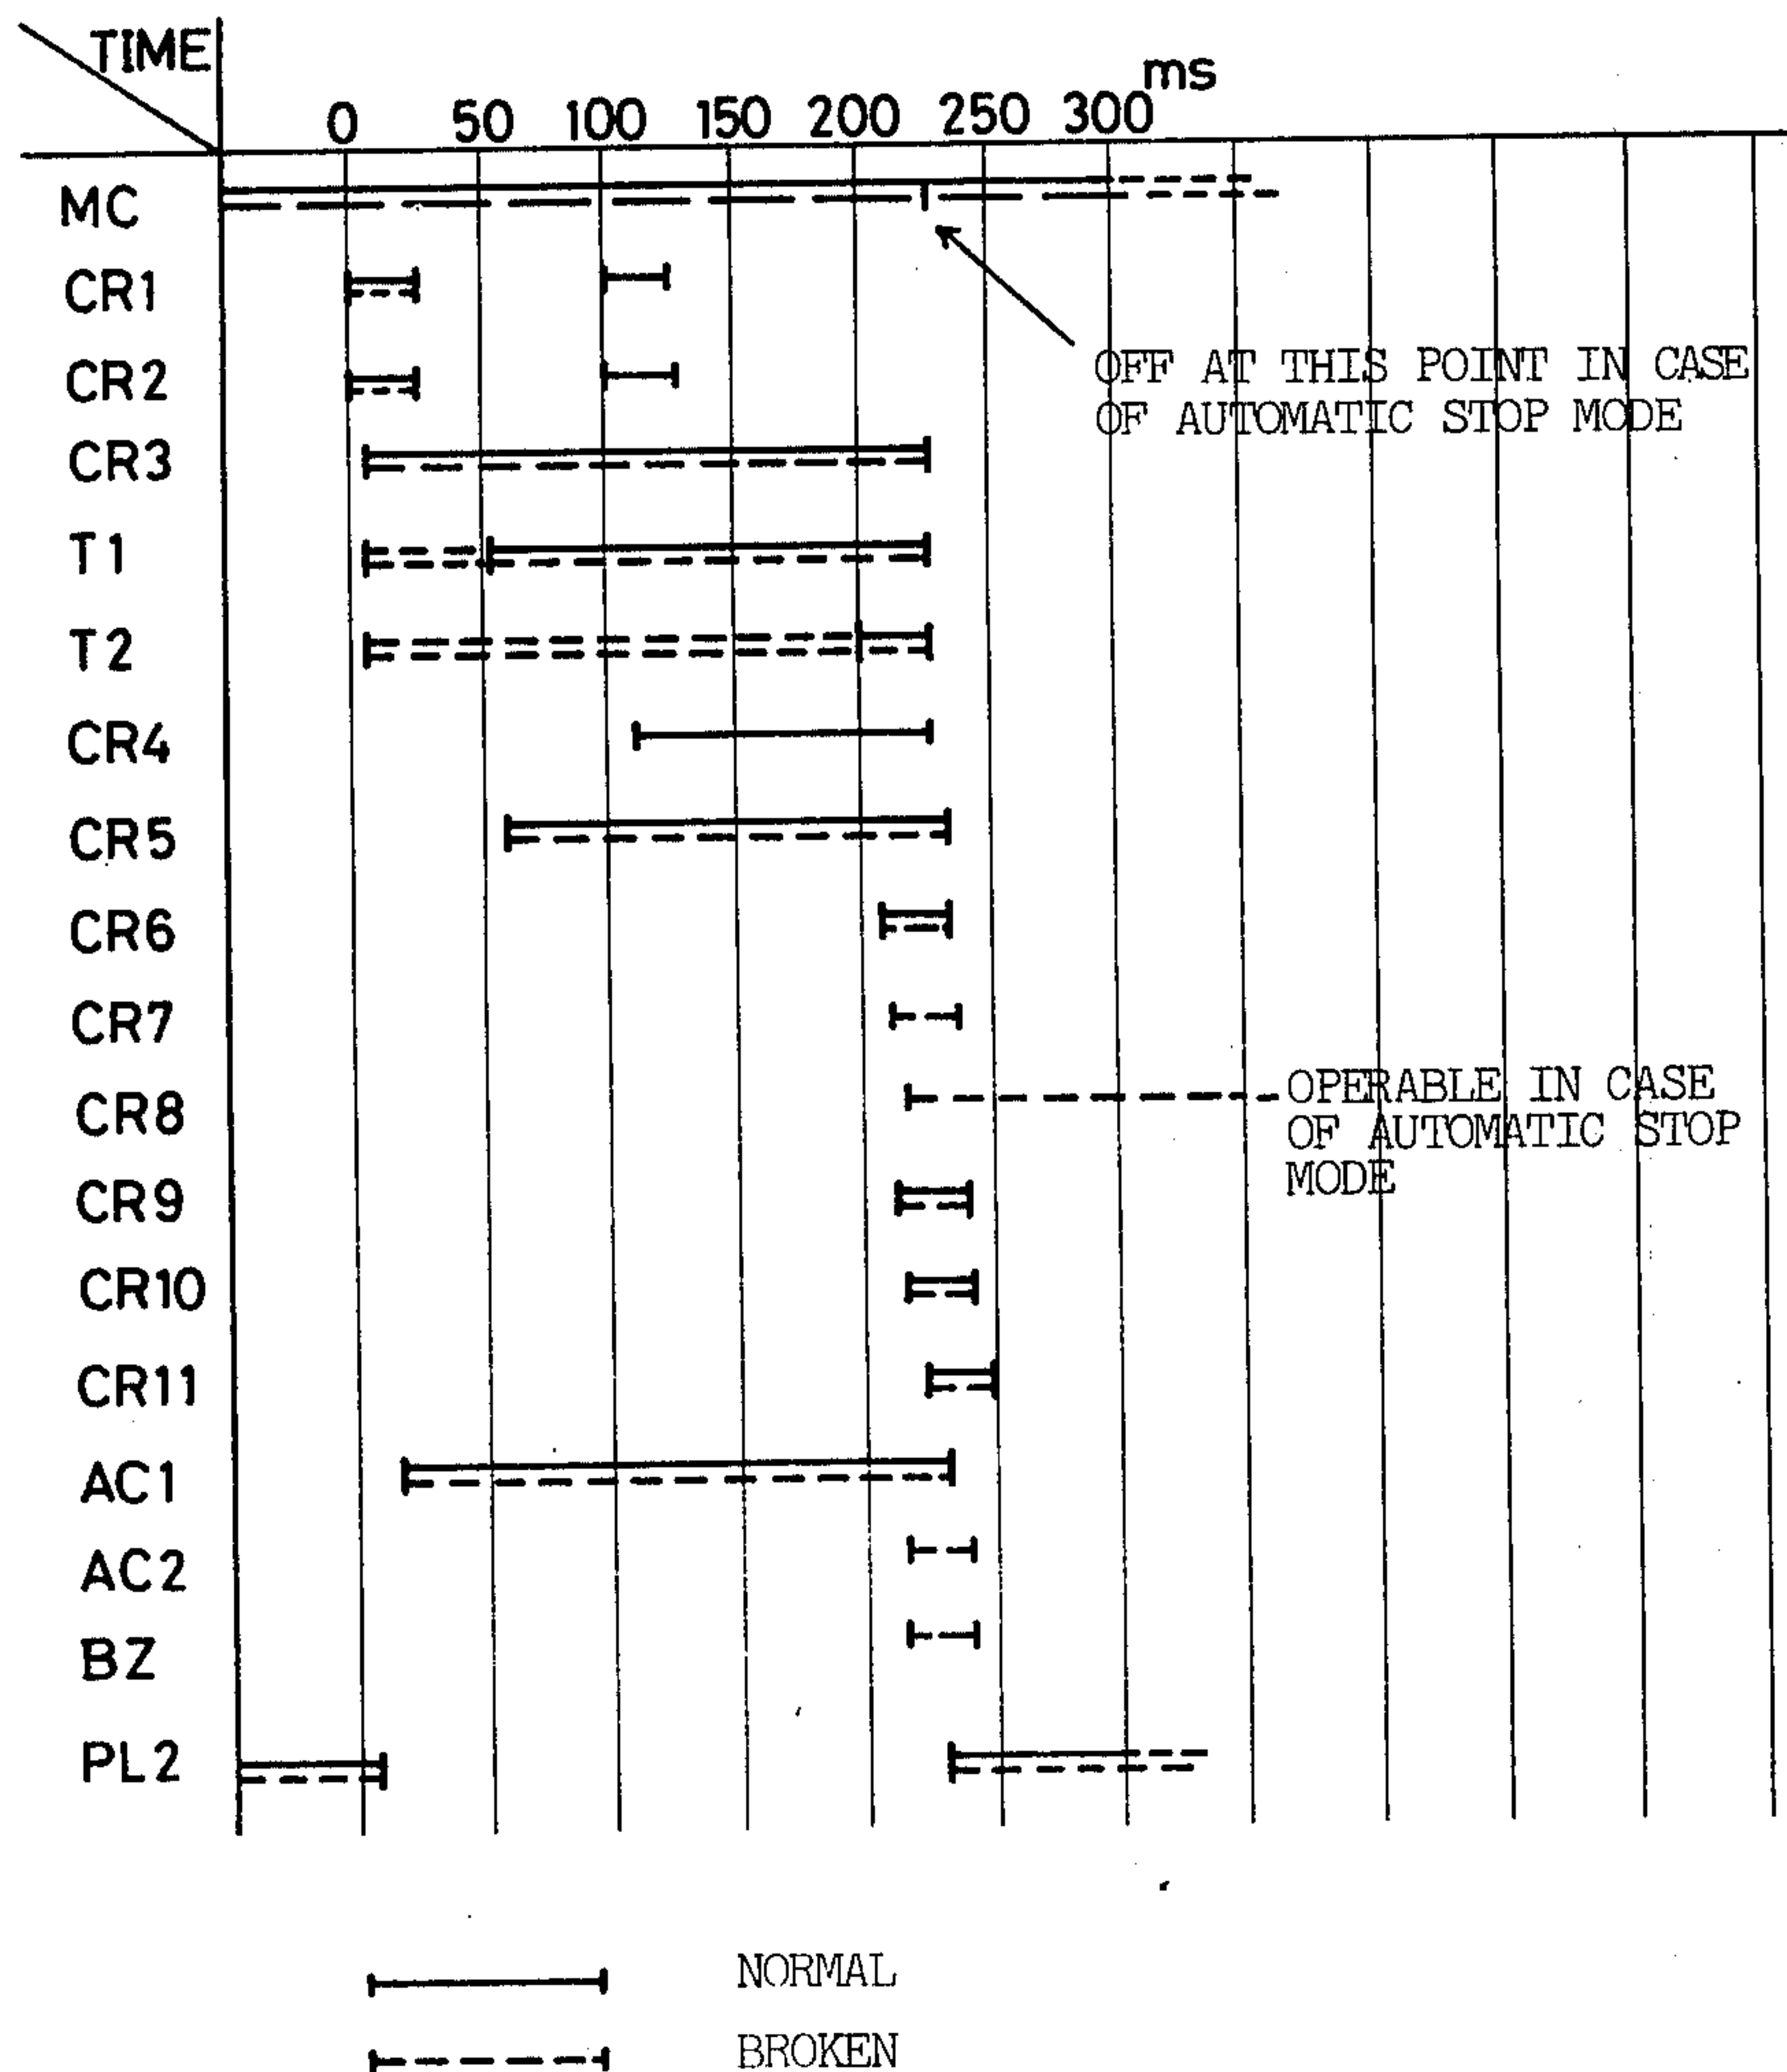 TIME
ms
0 50 100 150 200 250 300
MC
CR1
OFF AT THIS POINT IN CASE
OF AUTOMATIC STOP MODE
CR2
CR3
T1
T2
CR4
CR5
CR6
CR7
CR8
OPERABLE IN CASE
OF AUTOMATIC STOP
MODE
CR9
CR10
CR11
AC1
AC2
BZ
PL2
NORMAL
BROKEN